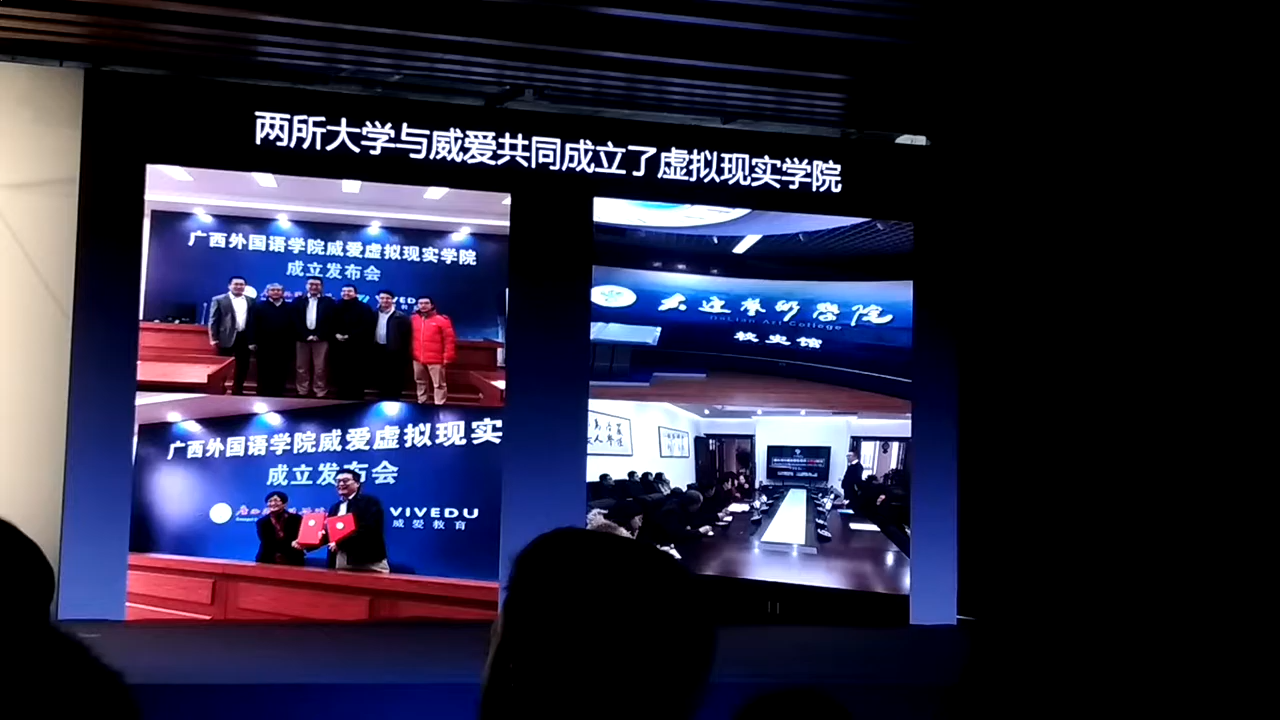 两所大学与威爱共同成立了虚拟现实学院
广西外国语学院威爱虚拟现实学院
成立发布会
广西外国语学院威爱虚拟现实
成立发布会
VIVEDU
威爱教育
大连艺术学院
DaLian Art College
校史馆